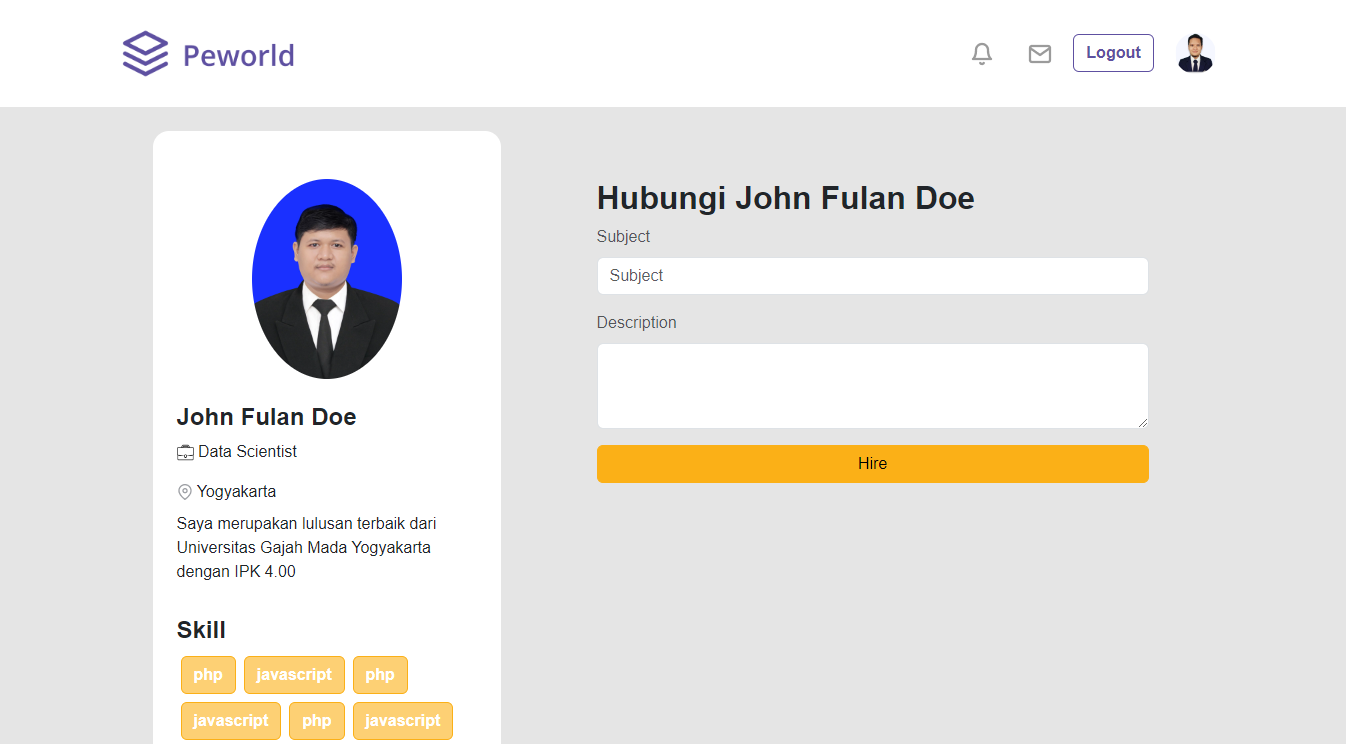 Peworld
Logout
John Fulan Doe
Data Scientist
Yogyakarta
Saya merupakan lulusan terbaik dari
Universitas Gajah Mada Yogyakarta
dengan IPK 4.00
Skill
php javascript php
javascript php javascript
Hubungi John Fulan Doe
Subject
Subject
Description
Hire